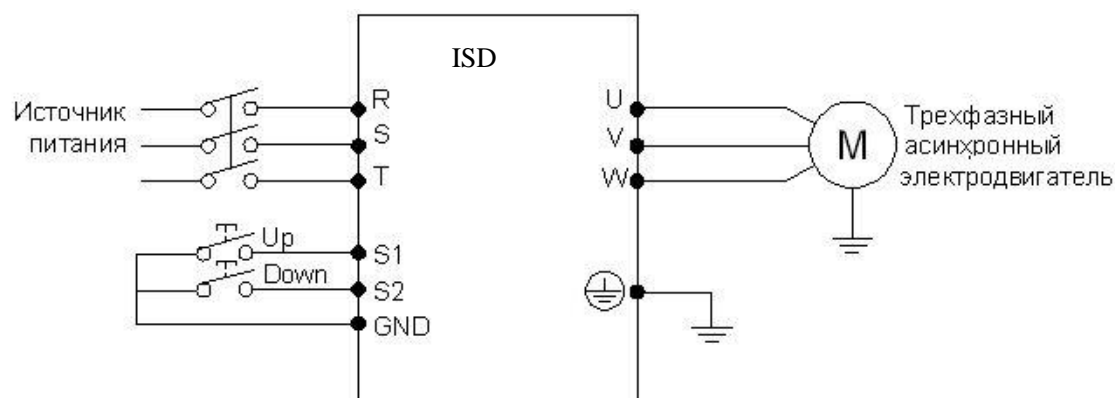 ISD
Источник
питания
R
S
T
U
V
W
M
Трехфазный
асинхронный
электродвигатель
Up
S1
Down
S2
GND